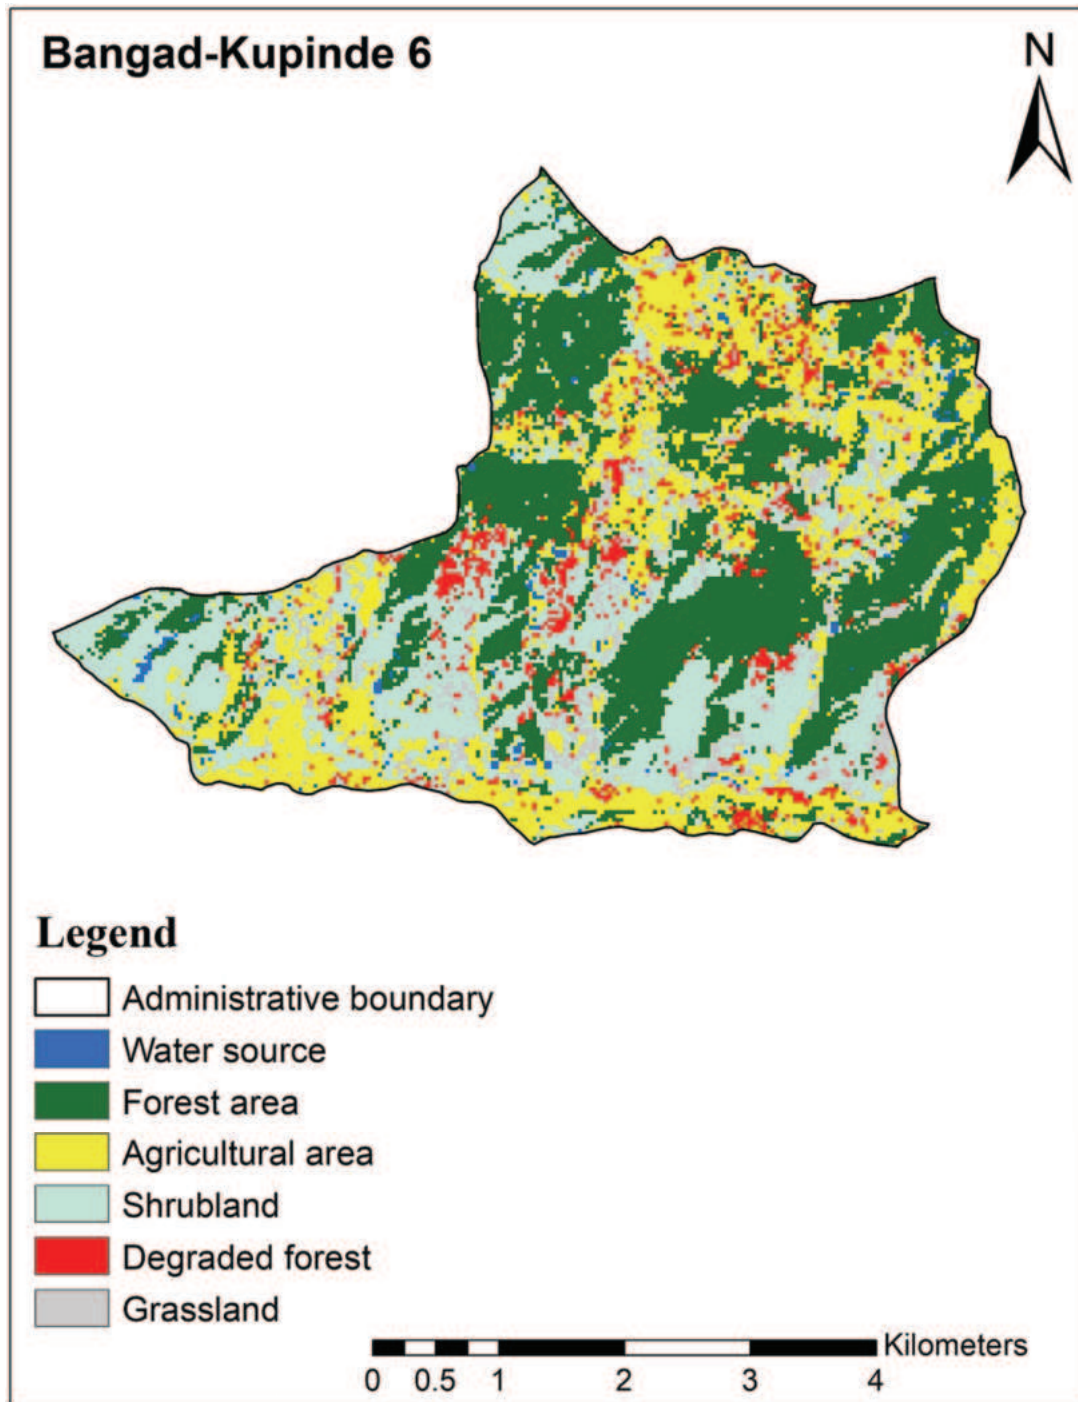 Bangad-Kupinde 6
N
Legend
Administrative boundary
Water source
Forest area
Agricultural area
Shrubland
Degraded forest
Grassland
Kilometers
0 0.5 1 2 3 4